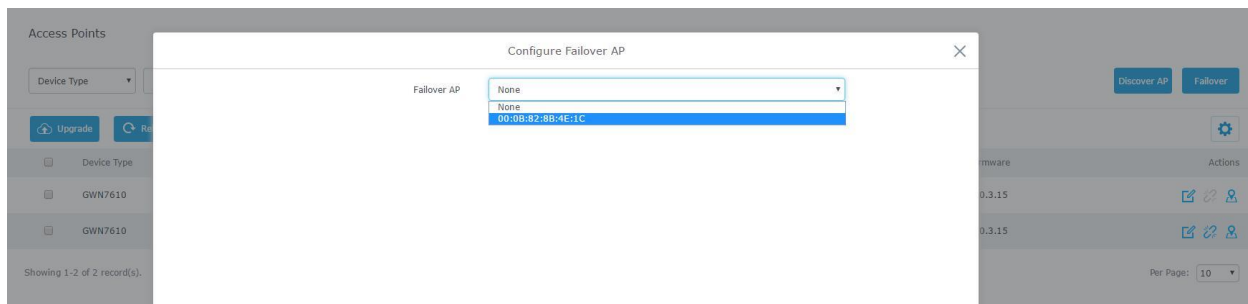 Access Points
Configure Failover AP
Device Type
Failover AP
None
Discover AP
Failover
None
00:0B:82:8B:4E:1C
Upgrade
Device Type
Actions
GWN7610
0.3.15
GWN7610
0.3.15
Showing 1-2 of 2 record(s).
Per Page: 10